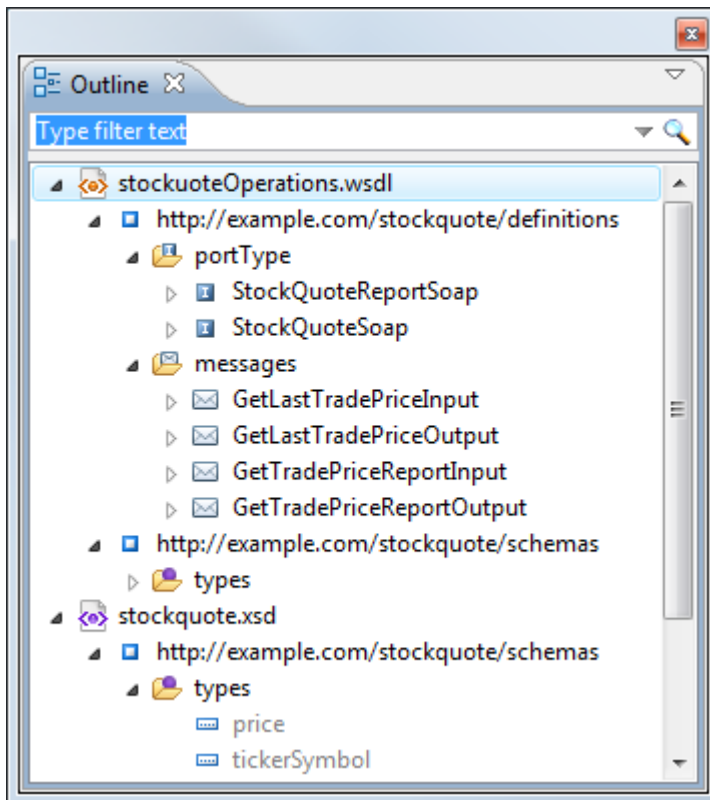 Outline
Type filter text
stockuoteOperations.wsdl
http://example.com/stockquote/definitions
portType
StockQuoteReportSoap
StockQuoteSoap
messages
GetLastTradePriceInput
GetLastTradePriceOutput
GetTradePriceReportInput
GetTradePriceReportOutput
http://example.com/stockquote/schemas
types
stockquote.xsd
http://example.com/stockquote/schemas
types
price
tickerSymbol